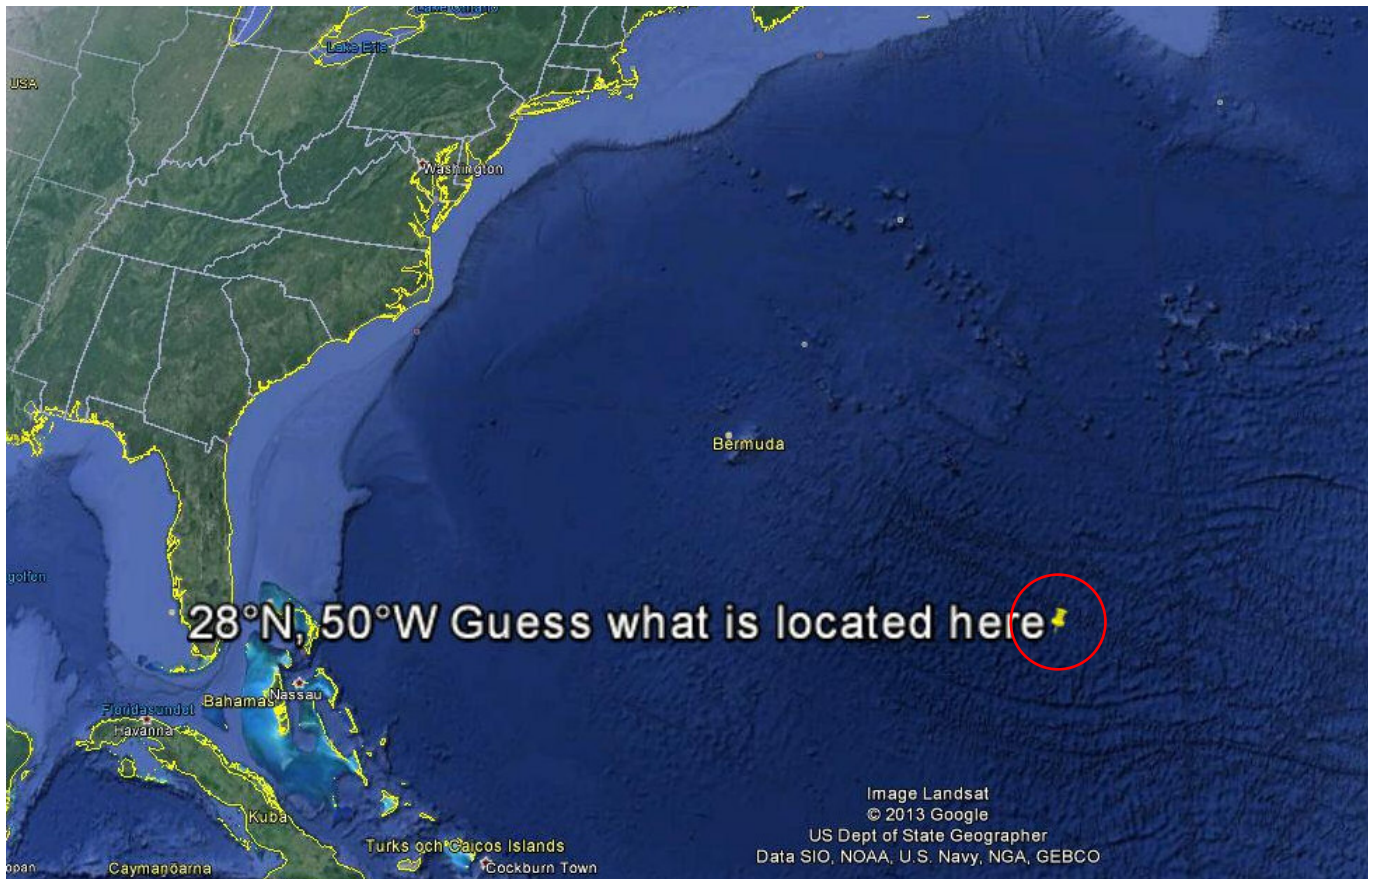 Lake Erie
USA
Washington
Bermuda
golfen
28°N, 50°W Guess what is located here
Bahamas
Nassau
Floridasundet
Havanna
Kuba
Turks och Caicos Islands
Cockburn Town
opan
Caymanöarna
Image Landsat
© 2013 Google
US Dept of State Geographer
Data SIO, NOAA, U.S. Navy, NGA, GEBCO